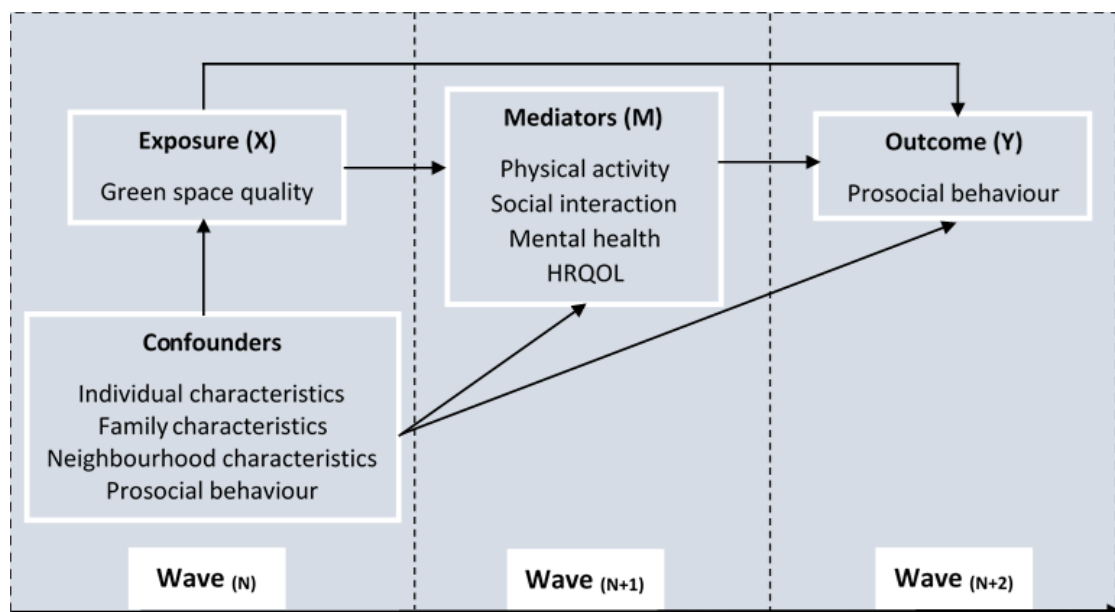 Exposure (X)
Green space quality
Confounders
Individual characteristics
Family characteristics
Neighbourhood characteristics
Prosocial behaviour
Mediators (M)
Physical activity
Social interaction
Mental health
HRQOL
Outcome (Y)
Prosocial behaviour
Wave (N)
Wave (N+1)
Wave (N+2)